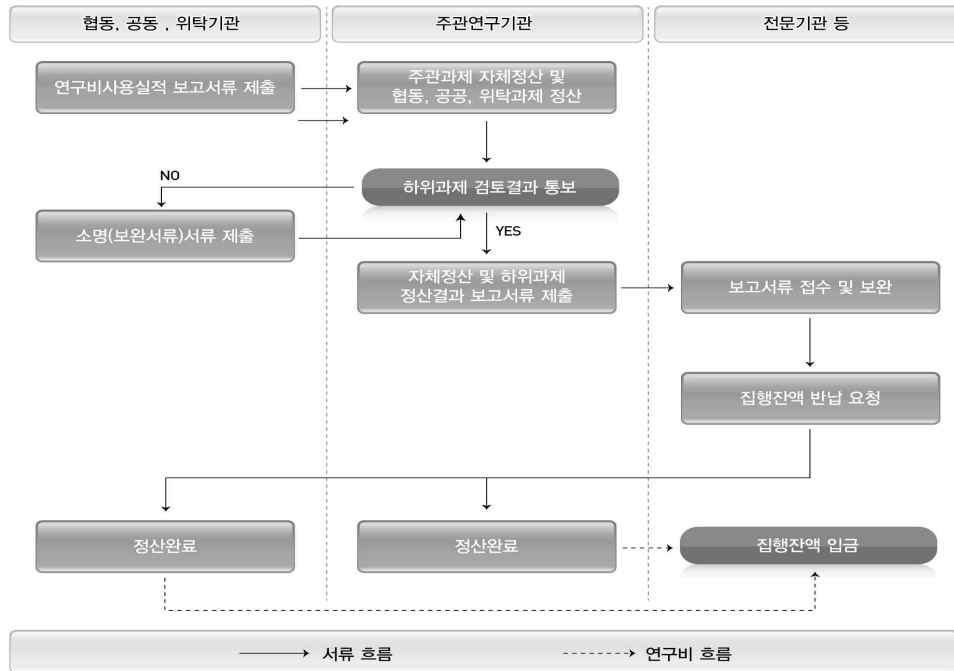 협동, 공동 , 위탁기관
주관연구기관
전문기관 등
연구비사용실적 보고서류 제출
주관과제 자체정산 및
협동, 공공, 위탁과제 정산
하위과제 검토결과 통보
NO
소명(보완서류)서류 제출
YES
자체정산 및 하위과제
정산결과 보고서류 제출
보고서류 접수 및 보완
집행잔액 반납 요청
정산완료
정산완료
집행잔액 입금
서류 흐름
연구비 흐름